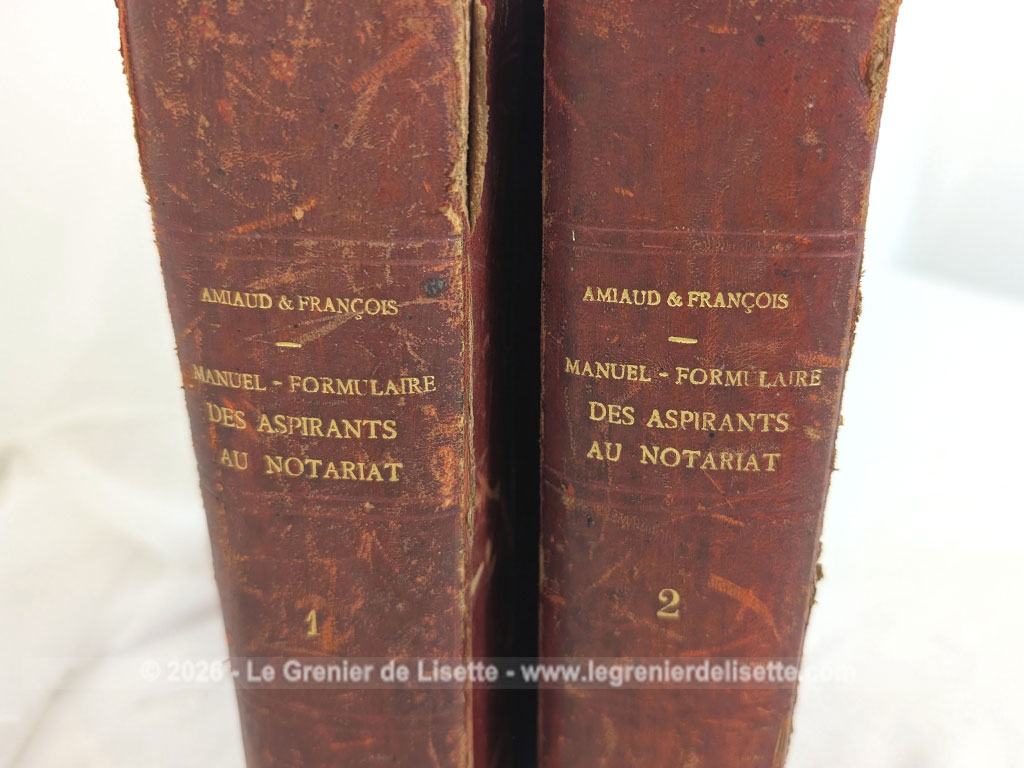 AMIAUD & FRANÇOIS
MANUEL - FORMULAIRE
DES ASPIRANTS
AU NOTARIAT
1
AMIAUD & FRANÇOIS
MANUEL - FORMULAIRE
DES ASPIRANTS
AU NOTARIAT
2
© 2026 - Le Grenier de Lisette - www.legrenierdelisette.com